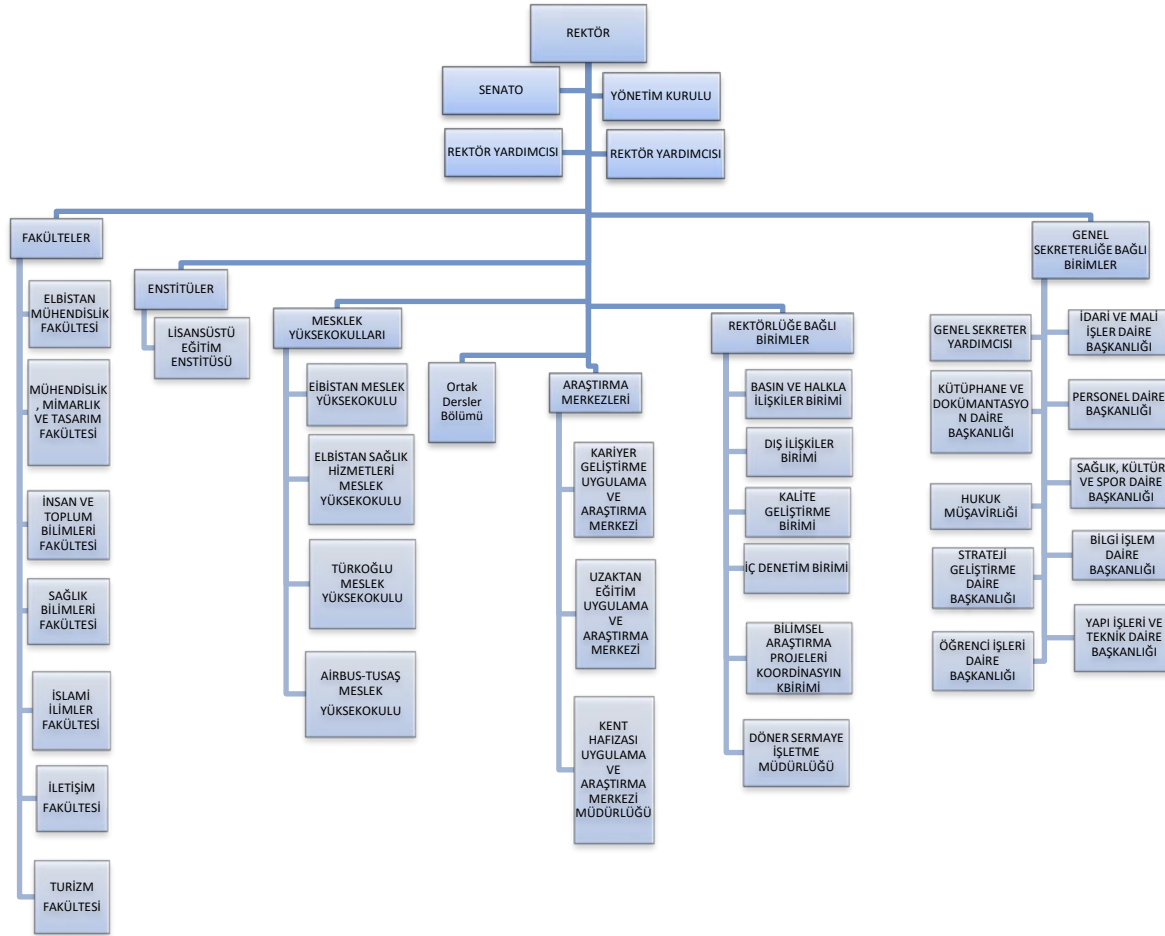 REKTÖR
SENATO
YÖNETİM KURULU
REKTÖR YARDIMCISI
REKTÖR YARDIMCISI
FAKÜLTELER
ELBİSTAN
MÜHENDİSLİK
FAKÜLTESİ
MÜHENDİSLİK
, MİMARLIK
VE TASARIM
FAKÜLTESİ
İNSAN VE
TOPLUM
BİLİMLERİ
FAKÜLTESİ
SAĞLIK
BİLİMLERİ
FAKÜLTESİ
İSLAMİ
İLİMLER
FAKÜLTESİ
İLETİŞİM
FAKÜLTESİ
TURİZM
FAKÜLTESİ
ENSTİTÜLER
LİSANSÜSTÜ
EĞİTİM
ENSTİTÜSÜ
MESKLEK
YÜKSEKOKULLARI
EİBİSTAN MESLEK
YÜKSEKOKULU
ELBİSTAN SAĞLIK
HİZMETLERİ
MESLEK
YÜKSEKOKULU
TÜRKOĞLU
MESLEK
YÜKSEKOKULU
AİRBUS-TUSAŞ
MESLEK
YÜKSEKOKULU
Ortak
Dersler
Bölümü
ARAŞTIRMA
MERKEZLERİ
KARİYER
GELİŞTİRME
UYGULAMA
VE
ARAŞTIRMA
MERKEZİ
UZAKTAN
EĞİTİM
UYGULAMA
VE
ARAŞTIRMA
MERKEZİ
KENT
HAFIZASI
UYGULAMA
VE
ARAŞTIRMA
MERKEZİ
MÜDÜRLÜĞÜ
REKTÖRLÜĞE BAĞLI
BİRİMLER
BASIN VE HALKLA
İLİŞKİLER BİRİMİ
DIŞ İLİŞKİLER
BİRİMİ
KALİTE
GELİŞTİRME
BİRİMİ
İÇ DENETİM BİRİMİ
BİLİMSEL
ARAŞTIRMA
PROJELERİ
KOORDİNASYIN
KBİRİMİ
DÖNER SERMAYE
İŞLETME
MÜDÜRLÜĞÜ
GENEL
SEKRETERLİĞE BAĞLI
BİRİMLER
GENEL SEKRETER
YARDIMCISI
İDARİ VE MALİ
İŞLER DAİRE
BAŞKANLIĞI
KÜTÜPHANE VE
DOKÜMANTASYO
N DAİRE
BAŞKANLIĞI
PERSONEL DAİRE
BAŞKANLIĞI
HUKUK
MÜŞAVİRLiĞİ
SAĞLIK, KÜLTÜR
VE SPOR DAİRE
BAŞKANLIĞI
STRATEJİ
GELİŞTİRME
DAİRE
BAŞKANLIĞI
BİLGİ İŞLEM
DAİRE
BAŞKANLIĞI
ÖĞRENCİ İŞLERİ
DAİRE
BAŞKANLIĞI
YAPI İŞLERİ VE
TEKNİK DAİRE
BAŞKANLIĞI